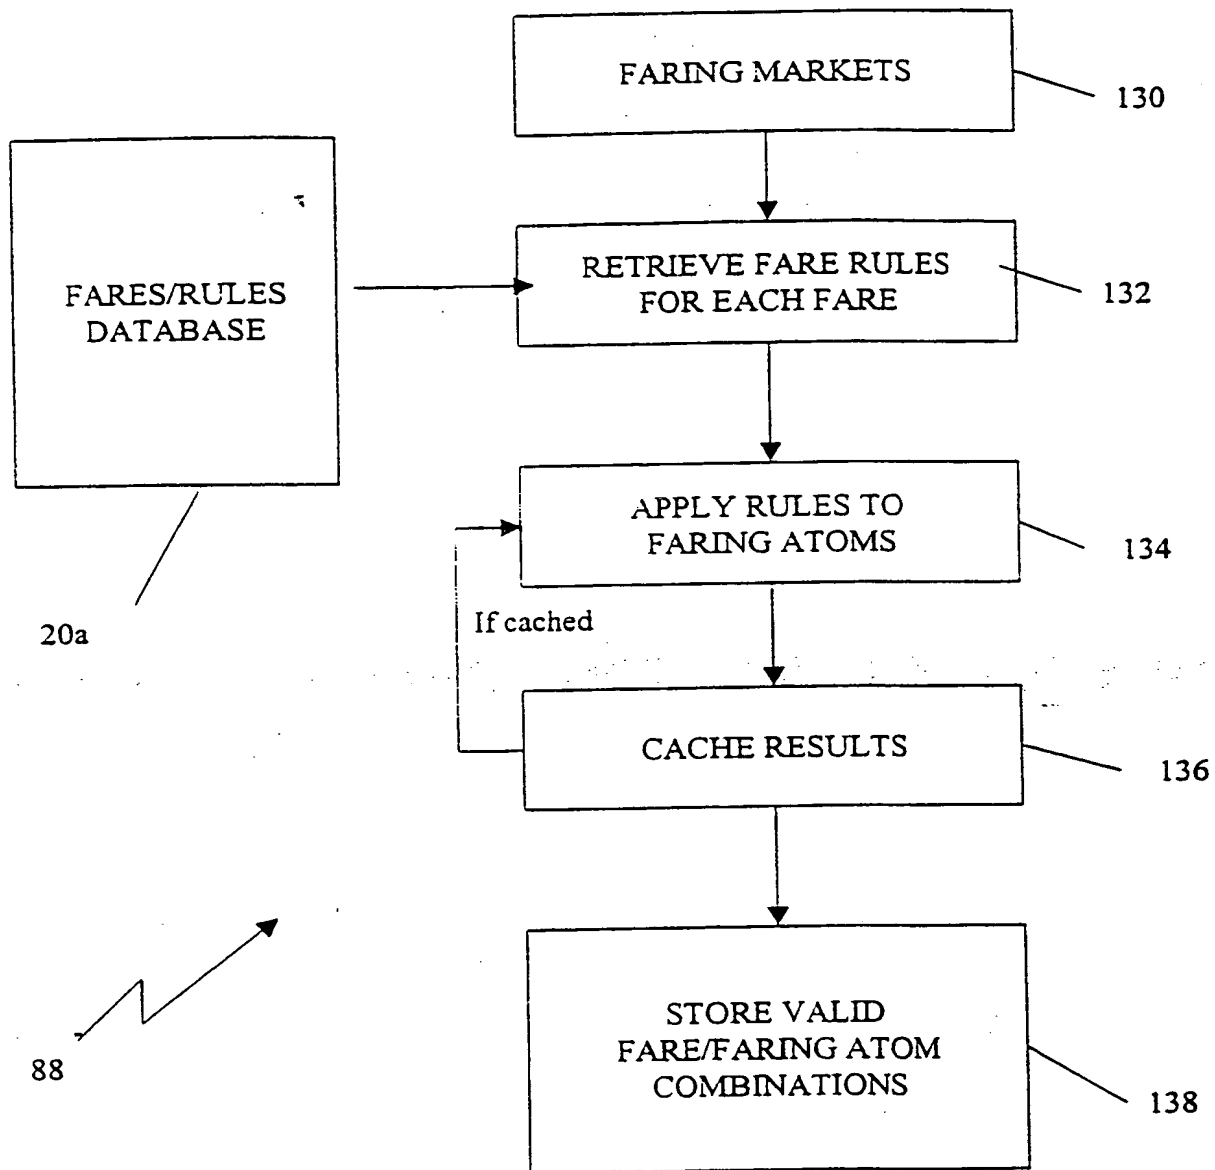 FARING MARKETS
130
FARES/RULES
DATABASE
20a
RETRIEVE FARE RULES
FOR EACH FARE
132
APPLY RULES TO
FARING ATOMS
134
If cached
CACHE RESULTS
136
STORE VALID
FARE/FARING ATOM
COMBINATIONS
138
88